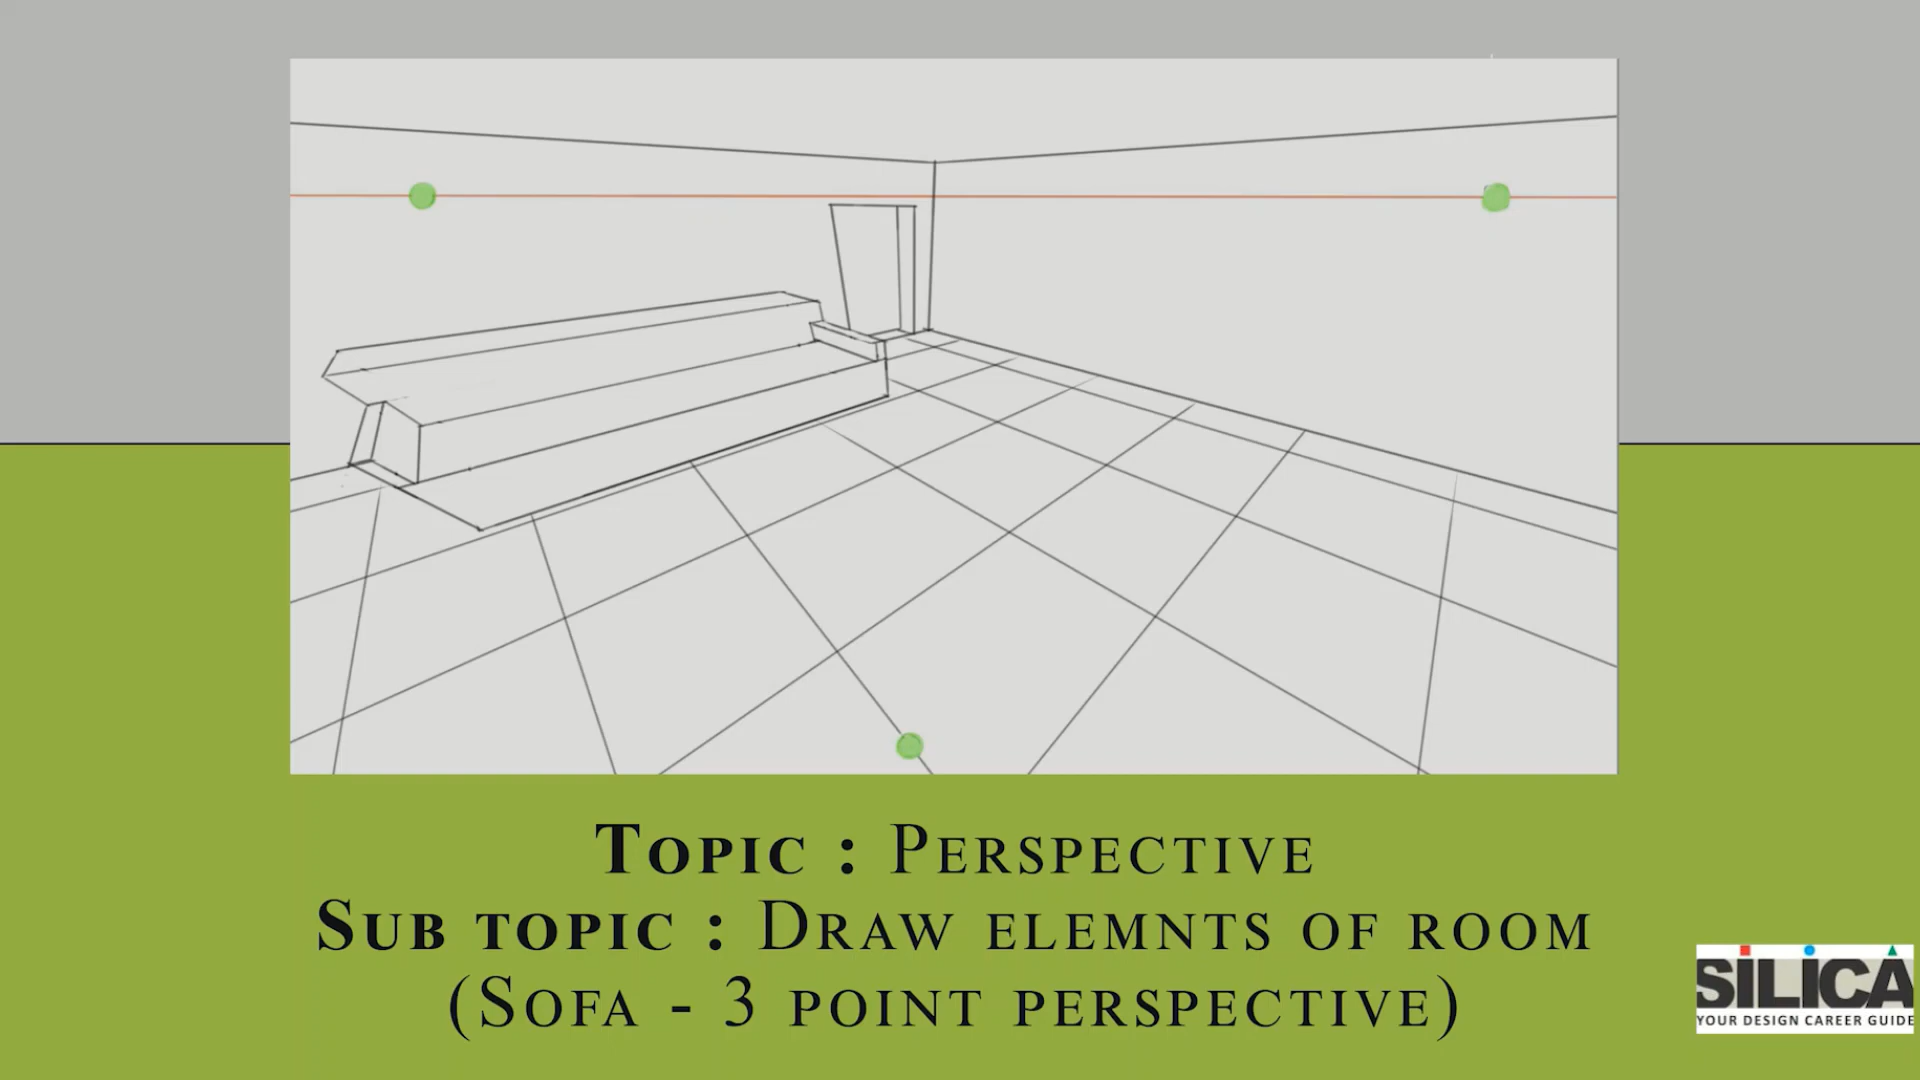 Topic : Perspective
Sub topic : Draw elemnts of room
(Sofa - 3 point perspective)
SiLiCA
YOUR DESIGN CAREER GUIDE